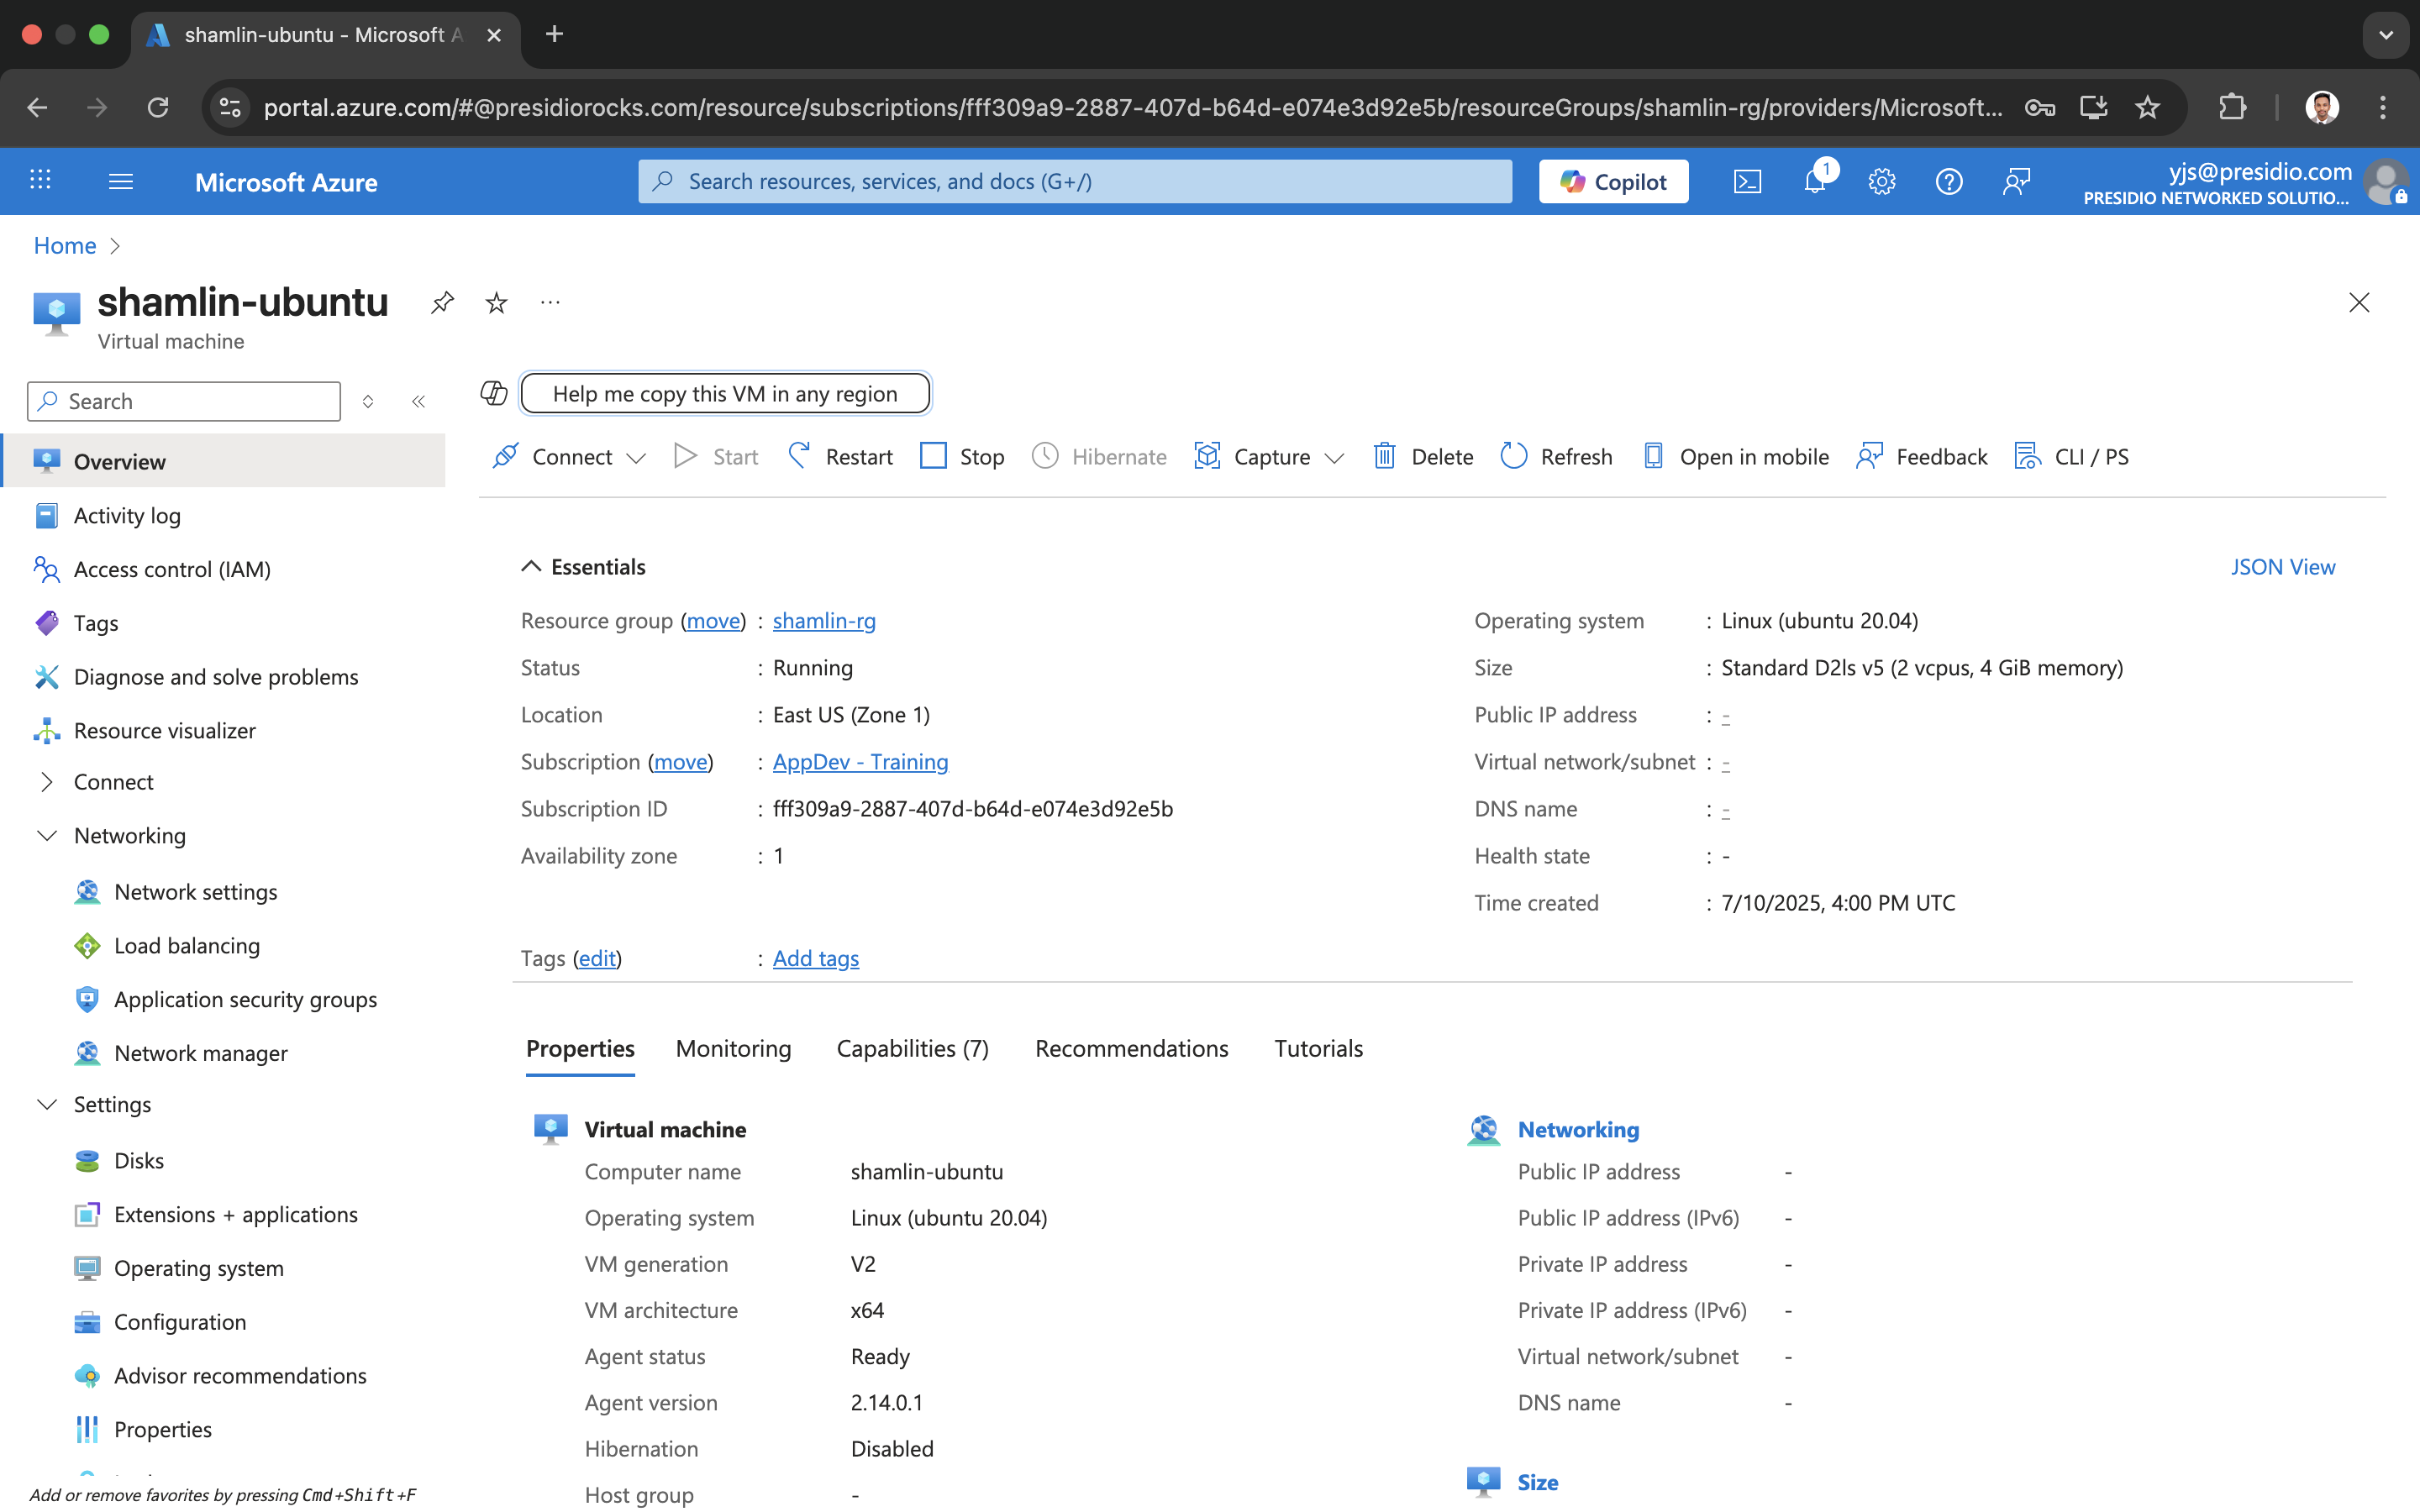 shamlin-ubuntu - Microsoft A
portal.azure.com/#@presidiorocks.com/resource/subscriptions/fff309a9-2887-407d-b64d-e074e3d92e5b/resourceGroups/shamlin-rg/providers/Microsoft...
Microsoft Azure
Search resources, services, and docs (G+/)
Copilot
1
yjs@presidio.com
PRESIDIO NETWORKED SOLUTIO...
Home
shamlin-ubuntu
Virtual machine
Search
Help me copy this VM in any region
Connect Start Restart Stop Hibernate Capture Delete Refresh Open in mobile Feedback CLI / PS
Overview
Activity log
Access control (IAM)
Tags
Diagnose and solve problems
Resource visualizer
Connect
Networking
Network settings
Load balancing
Application security groups
Network manager
Settings
Disks
Extensions + applications
Operating system
Configuration
Advisor recommendations
Properties
Add or remove favorites by pressing Cmd+Shift+F
Essentials
JSON View
Resource group (move) : shamlin-rg
Status : Running
Location : East US (Zone 1)
Subscription (move) : AppDev - Training
Subscription ID : fff309a9-2887-407d-b64d-e074e3d92e5b
Availability zone : 1
Operating system : Linux (ubuntu 20.04)
Size : Standard D2ls v5 (2 vcpus, 4 GiB memory)
Public IP address : -
Virtual network/subnet : -
DNS name : -
Health state : -
Time created : 7/10/2025, 4:00 PM UTC
Tags (edit) : Add tags
Properties Monitoring Capabilities (7) Recommendations Tutorials
Virtual machine
Computer name shamlin-ubuntu
Operating system Linux (ubuntu 20.04)
VM generation V2
VM architecture x64
Agent status Ready
Agent version 2.14.0.1
Hibernation Disabled
Host group -
Networking
Public IP address -
Public IP address (IPv6) -
Private IP address -
Private IP address (IPv6) -
Virtual network/subnet -
DNS name -
Size